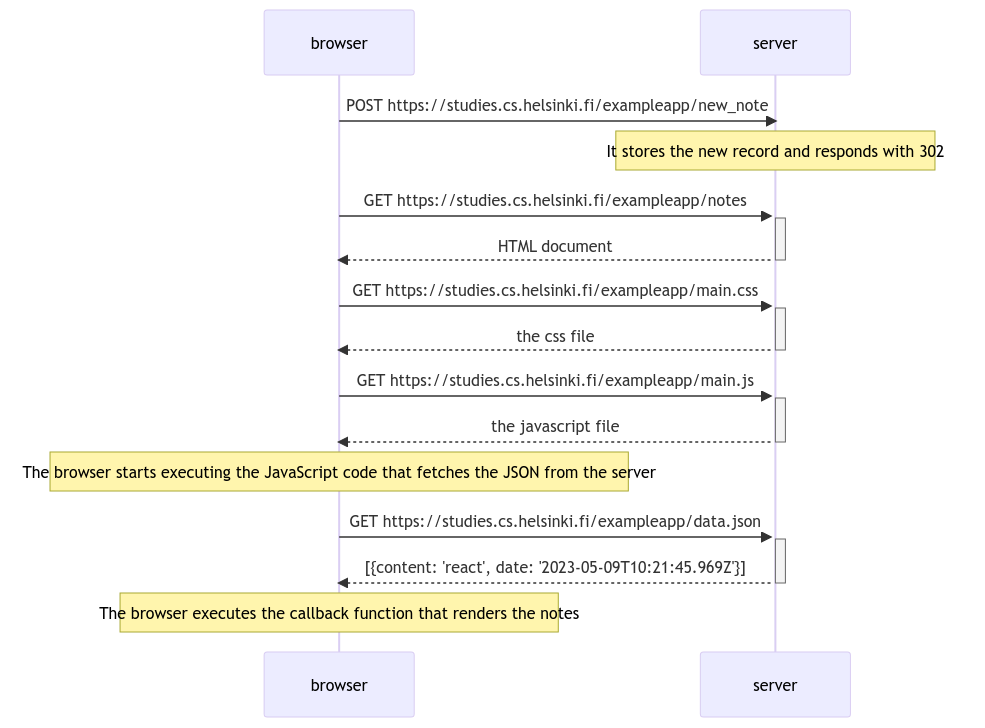 browser
server
POST https://studies.cs.helsinki.fi/exampleapp/new_note
It stores the new record and responds with 302
GET https://studies.cs.helsinki.fi/exampleapp/notes
HTML document
GET https://studies.cs.helsinki.fi/exampleapp/main.css
the css file
GET https://studies.cs.helsinki.fi/exampleapp/main.js
the javascript file
The browser starts executing the JavaScript code that fetches the JSON from the server
GET https://studies.cs.helsinki.fi/exampleapp/data.json
[{content: 'react', date: '2023-05-09T10:21:45.969Z'}]
The browser executes the callback function that renders the notes
browser
server